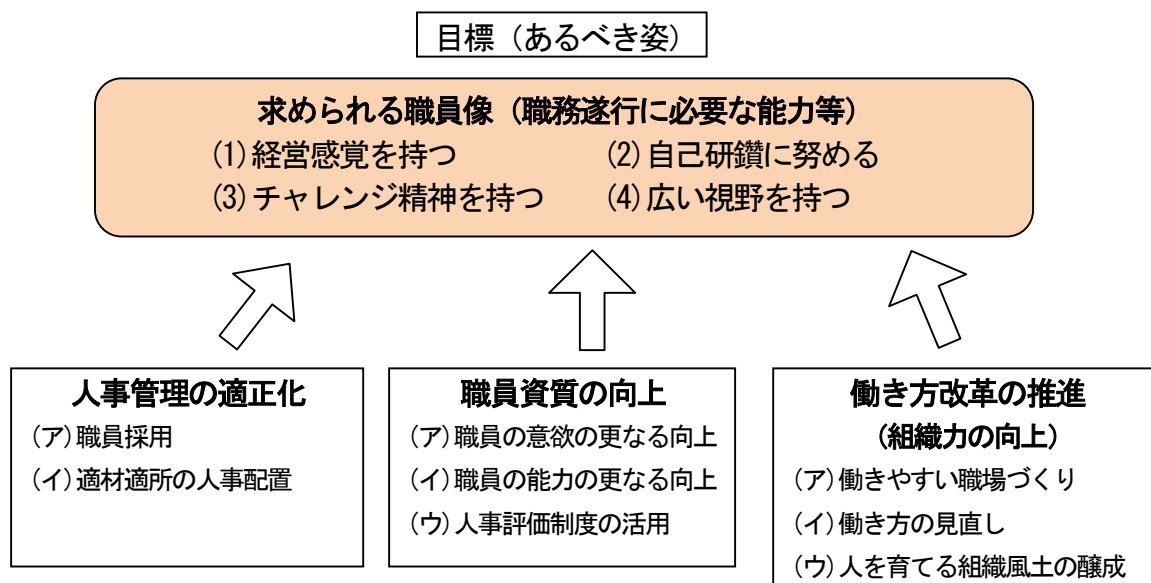 目標（あるべき姿）
求められる職員像（職務遂行に必要な能力等）
(1)経営感覚を持つ (2)自己研鑽に努める
(3)チャレンジ精神を持つ (4)広い視野を持つ
人事管理の適正化
(ア)職員採用
(イ)適材適所の人事配置
職員資質の向上
(ア)職員の意欲の更なる向上
(イ)職員の能力の更なる向上
(ウ)人事評価制度の活用
働き方改革の推進
（組織力の向上）
(ア)働きやすい職場づくり
(イ)働き方の見直し
(ウ)人を育てる組織風土の醸成